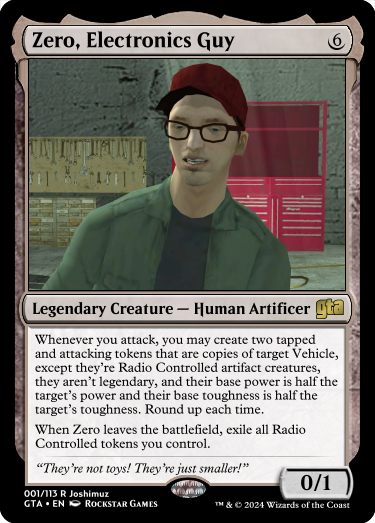 Zero, Electronics Guy 6
Legendary Creature — Human Artificer gta
Whenever you attack, you may create two tapped
and attacking tokens that are copies of target Vehicle,
except they're Radio Controlled artifact creatures,
they aren't legendary, and their base power is half the
target's power and their base toughness is half the
target's toughness. Round up each time.
When Zero leaves the battlefield, exile all Radio
Controlled tokens you control.
"They're not toys! They're just smaller!"
0/1
001/113 R Joshimuz
GTA • EN Rockstar Games
™ & © 2024 Wizards of the Coast